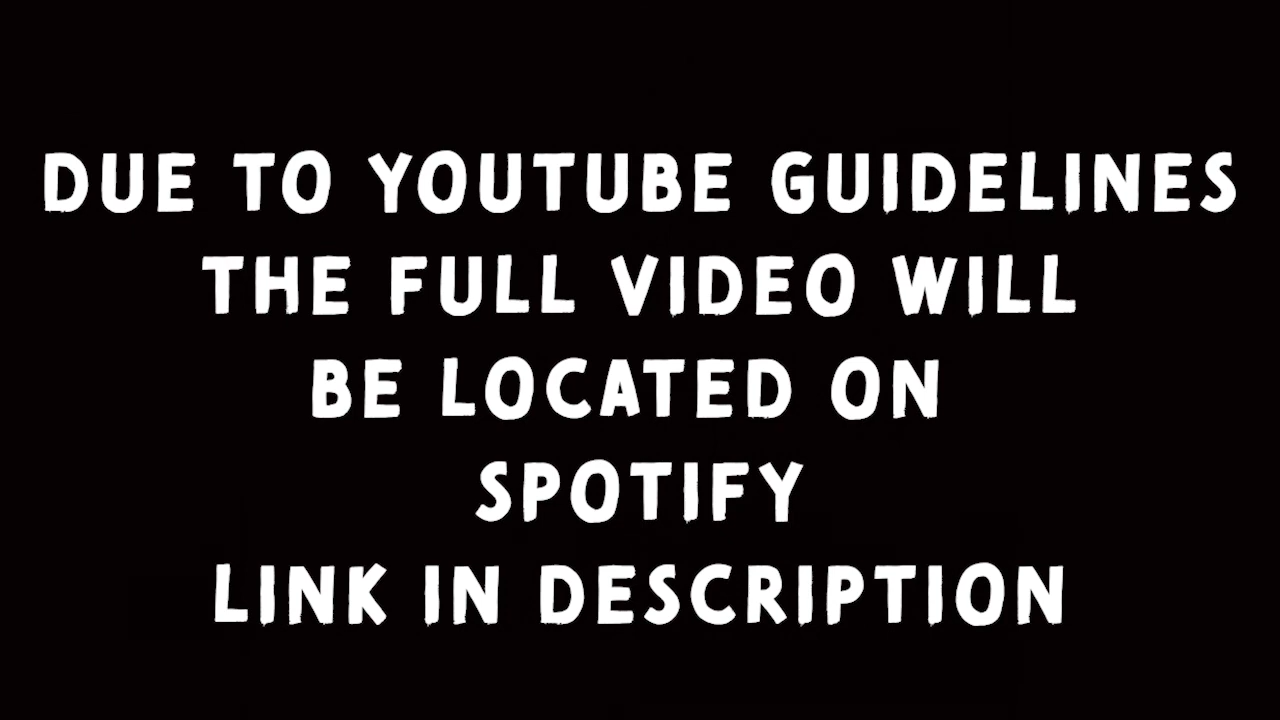 DUE TO YOUTUBE GUIDELINES
THE FULL VIDEO WILL
BE LOCATED ON
SPOTIFY
LINK IN DESCRIPTION